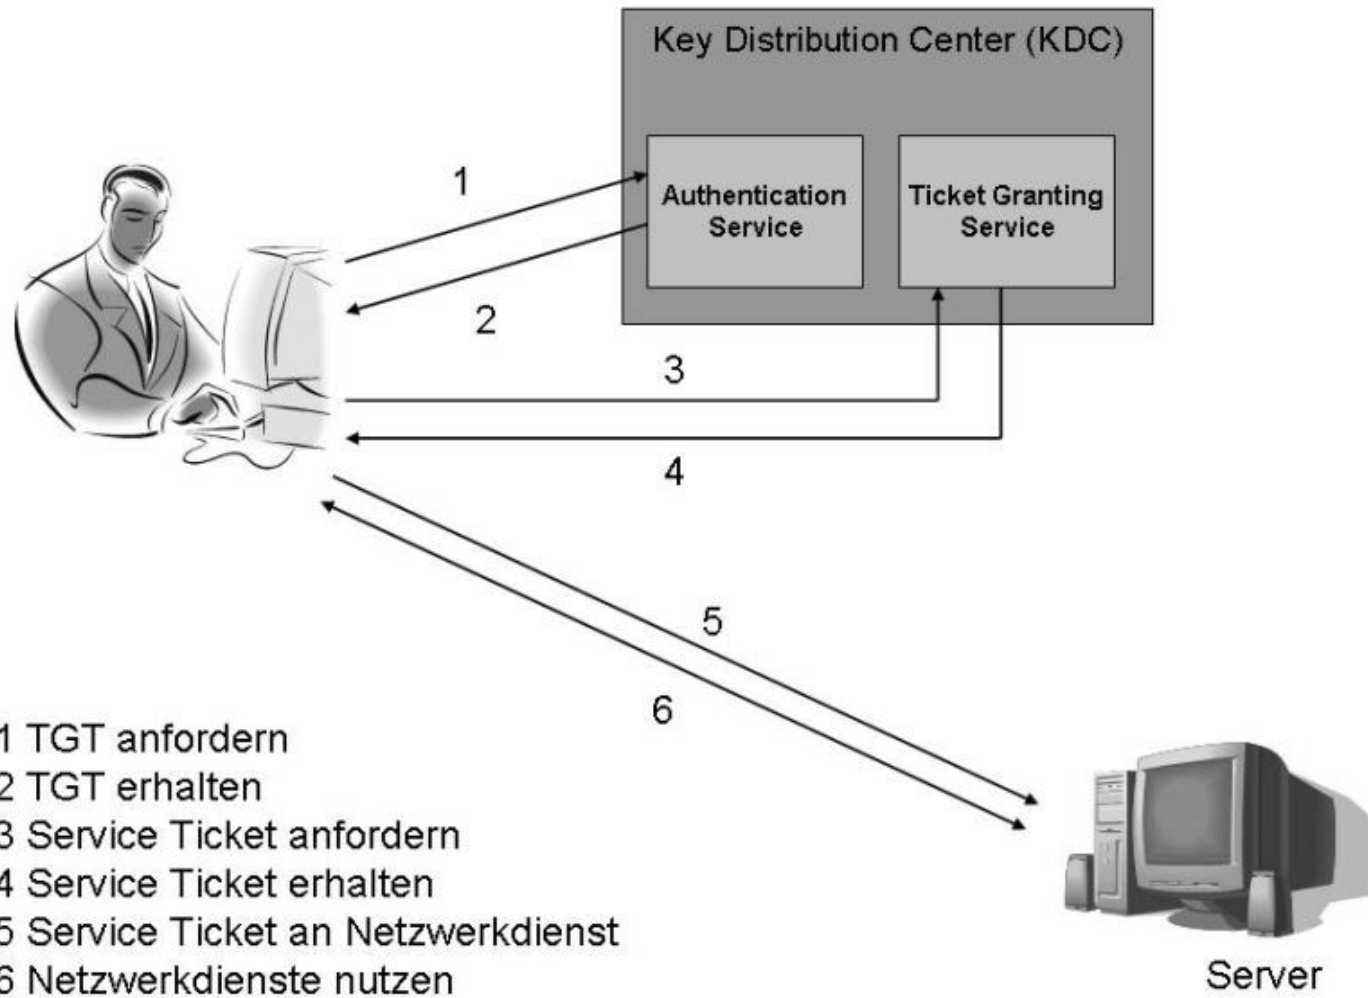 Key Distribution Center (KDC)
Authentication
Service
Ticket Granting
Service
1
2
3
4
5
6
1 TGT anfordern
2 TGT erhalten
3 Service Ticket anfordern
4 Service Ticket erhalten
5 Service Ticket an Netzwerkdienst
6 Netzwerkdienste nutzen
Server